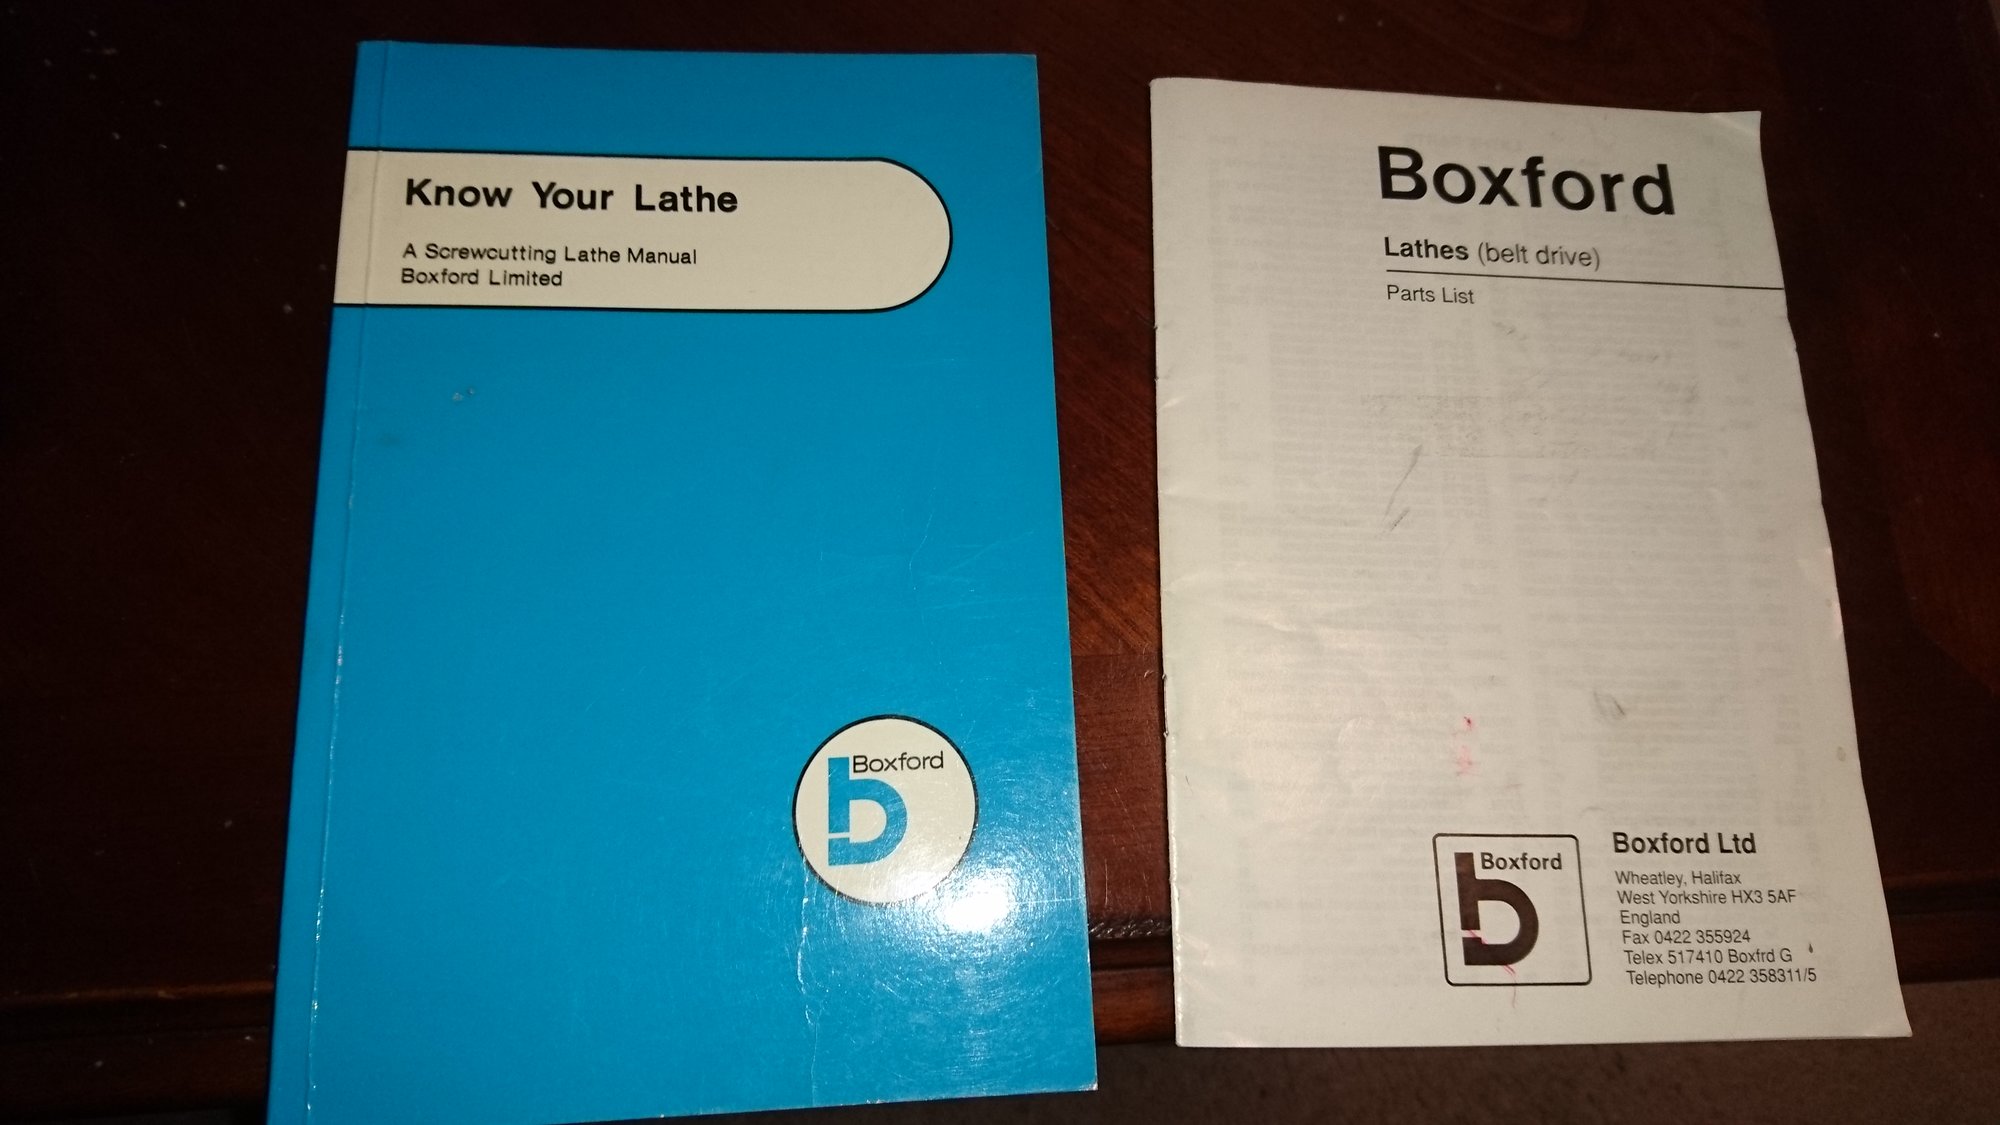 Know Your Lathe
A Screwcutting Lathe Manual
Boxford Limited
Boxford
Boxford
Lathes (belt drive)
Parts List
Boxford
Boxford Ltd
Wheatley, Halifax
West Yorkshire HX3 5AF
England
Fax 0422 355924
Telex 517410 Boxfrd G
Telephone 0422 358311/5